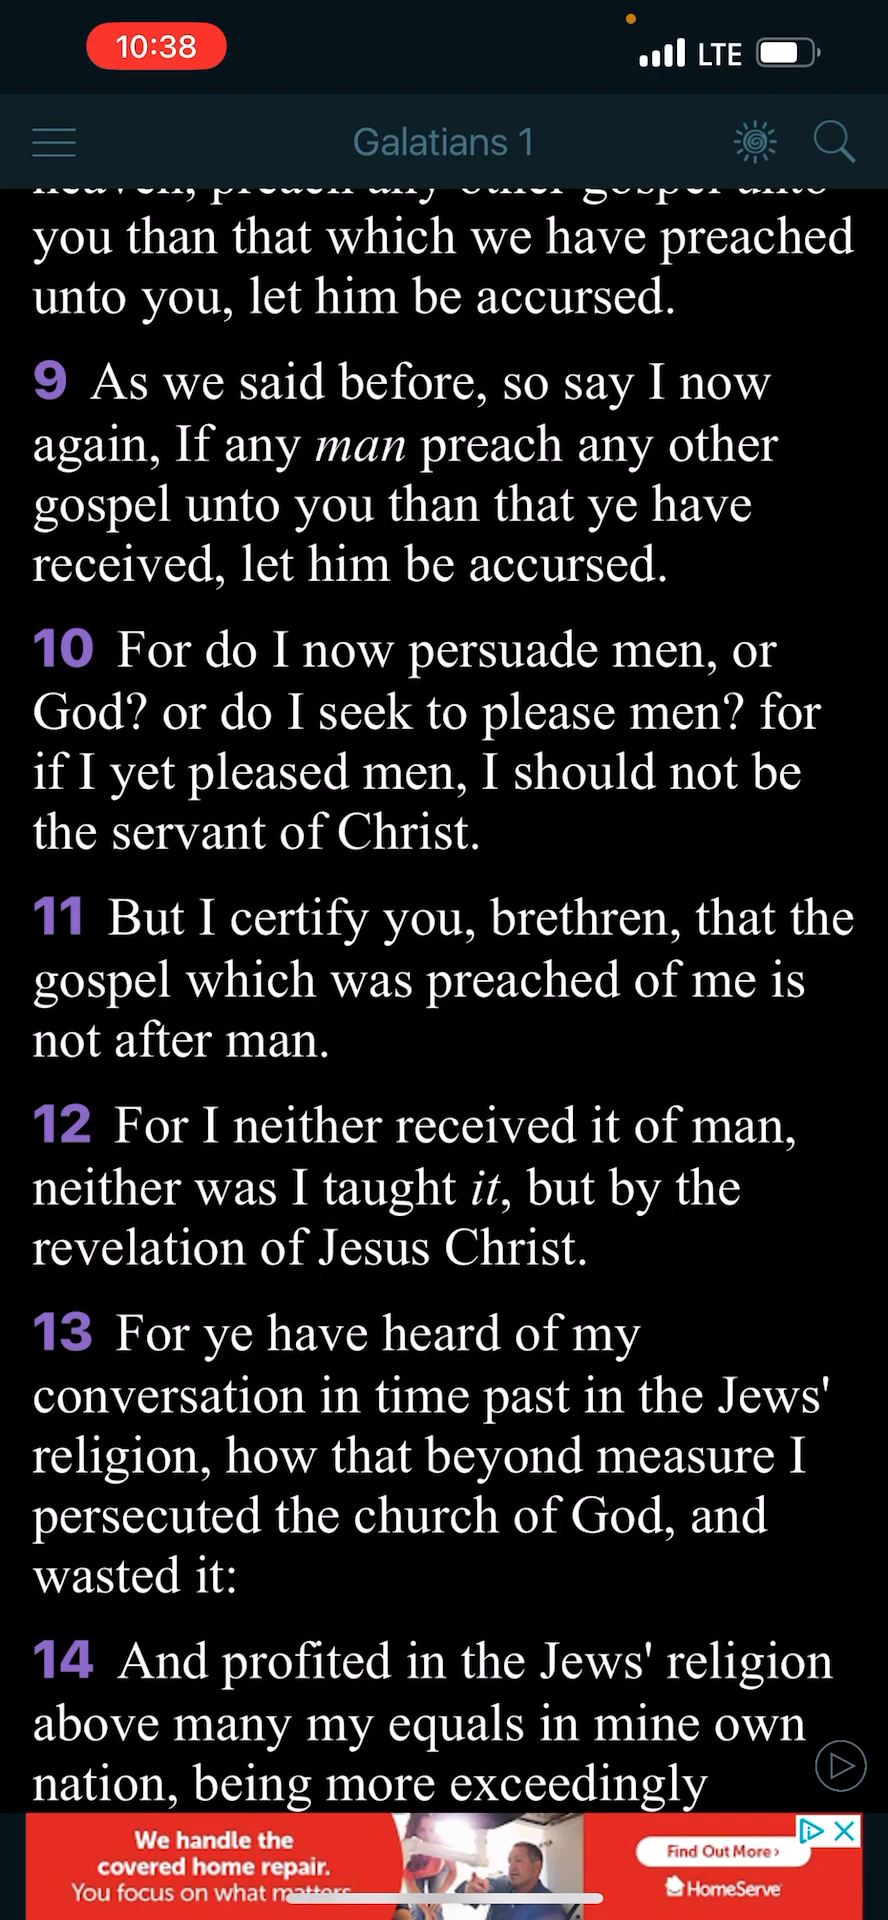 10:38
LTE
Galatians 1
heaven, preach any other gospel unto
you than that which we have preached
unto you, let him be accursed.
9 As we said before, so say I now
again, If any man preach any other
gospel unto you than that ye have
received, let him be accursed.
10 For do I now persuade men, or
God? or do I seek to please men? for
if I yet pleased men, I should not be
the servant of Christ.
11 But I certify you, brethren, that the
gospel which was preached of me is
not after man.
12 For I neither received it of man,
neither was I taught it, but by the
revelation of Jesus Christ.
13 For ye have heard of my
conversation in time past in the Jews'
religion, how that beyond measure I
persecuted the church of God, and
wasted it:
14 And profited in the Jews' religion
above many my equals in mine own
nation, being more exceedingly
We handle the
covered home repair.
You focus on what matters
Find Out More ›
HomeServe